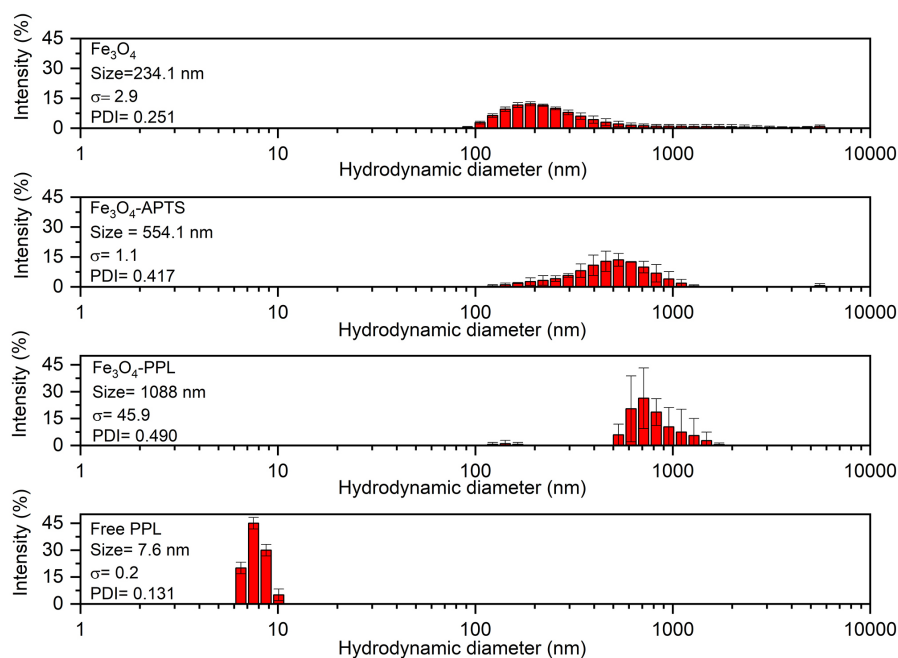 45
30
15
0
Intensity (%)
Fe₃O₄
Size=234.1 nm
σ= 2.9
PDI= 0.251
1 10 100 1000 10000
Hydrodynamic diameter (nm)
45
30
15
0
Intensity (%)
Fe₃O₄-APTS
Size = 554.1 nm
σ= 1.1
PDI= 0.417
1 10 100 1000 10000
Hydrodynamic diameter (nm)
45
30
15
0
Intensity (%)
Fe₃O₄-PPL
Size= 1088 nm
σ= 45.9
PDI= 0.490
1 10 100 1000 10000
Hydrodynamic diameter (nm)
45
30
15
0
Intensity (%)
Free PPL
Size= 7.6 nm
σ= 0.2
PDI= 0.131
1 10 100 1000 10000
Hydrodynamic diameter (nm)